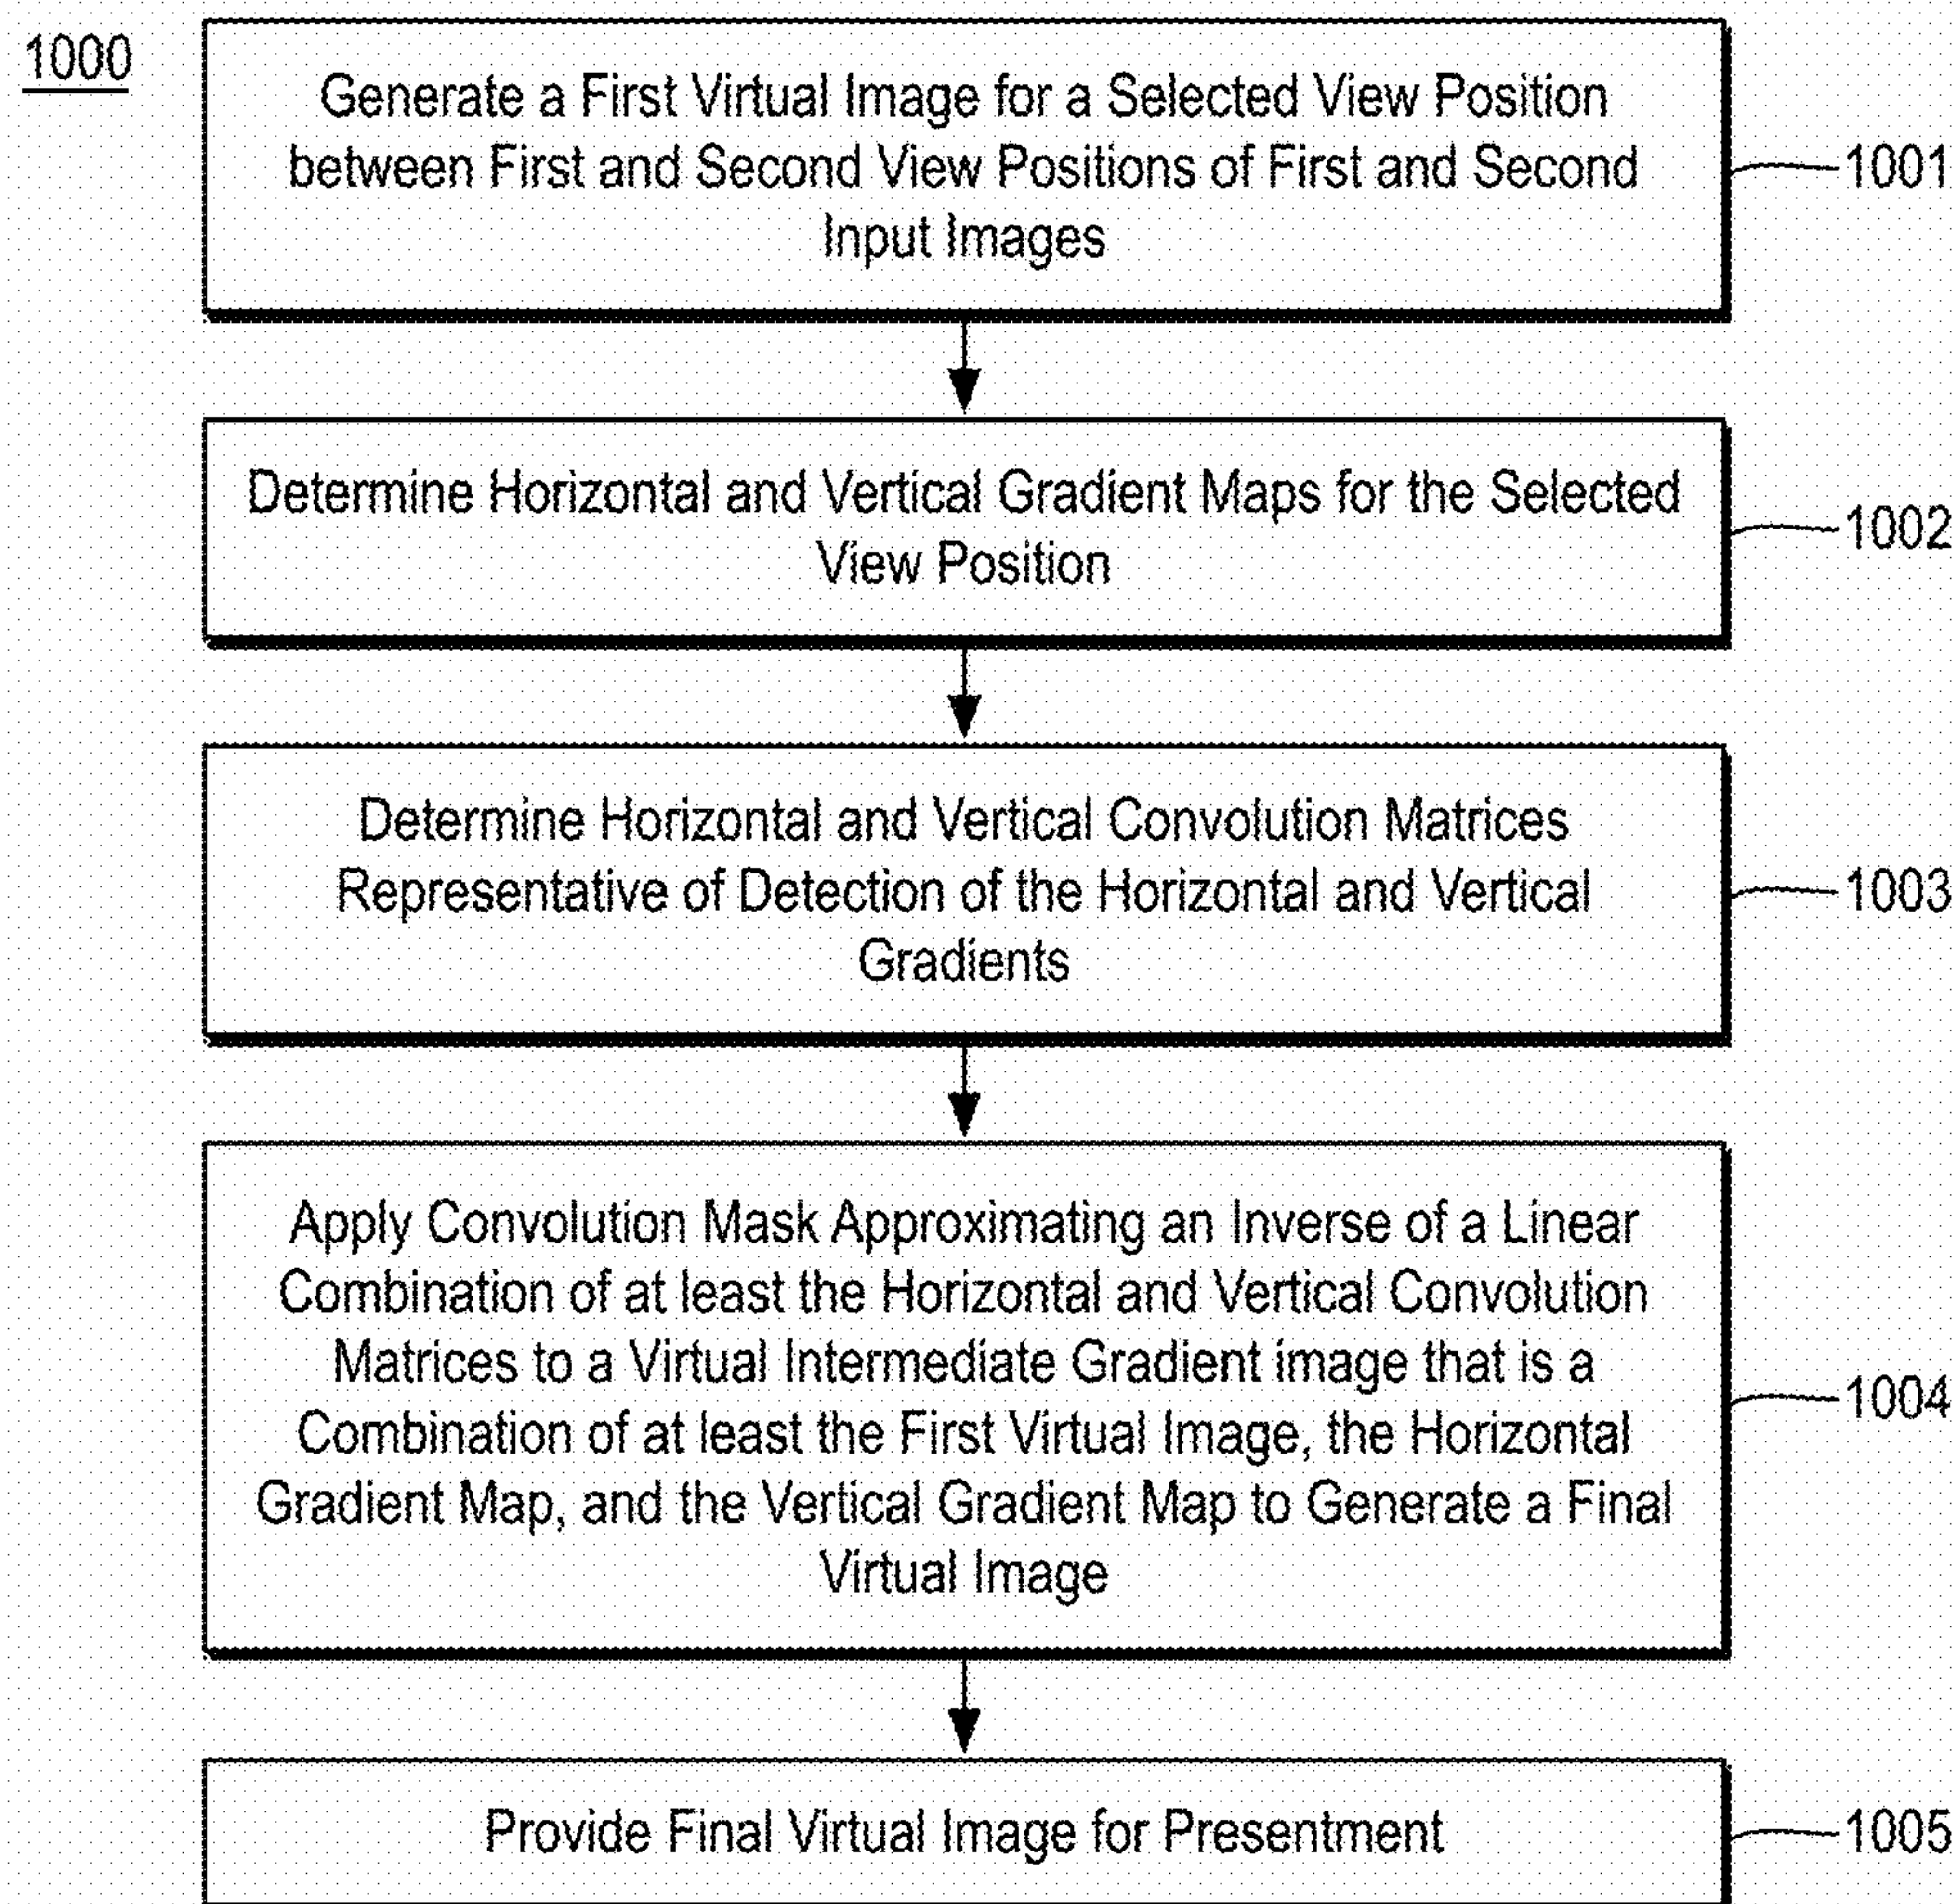 1000
Generate a First Virtual Image for a Selected View Position
between First and Second View Positions of First and Second
Input Images
1001
Determine Horizontal and Vertical Gradient Maps for the Selected
View Position
1002
Determine Horizontal and Vertical Convolution Matrices
Representative of Detection of the Horizontal and Vertical
Gradients
1003
Apply Convolution Mask Approximating an Inverse of a Linear
Combination of at least the Horizontal and Vertical Convolution
Matrices to a Virtual Intermediate Gradient image that is a
Combination of at least the First Virtual Image, the Horizontal
Gradient Map, and the Vertical Gradient Map to Generate a Final
Virtual Image
1004
Provide Final Virtual Image for Presentment
1005